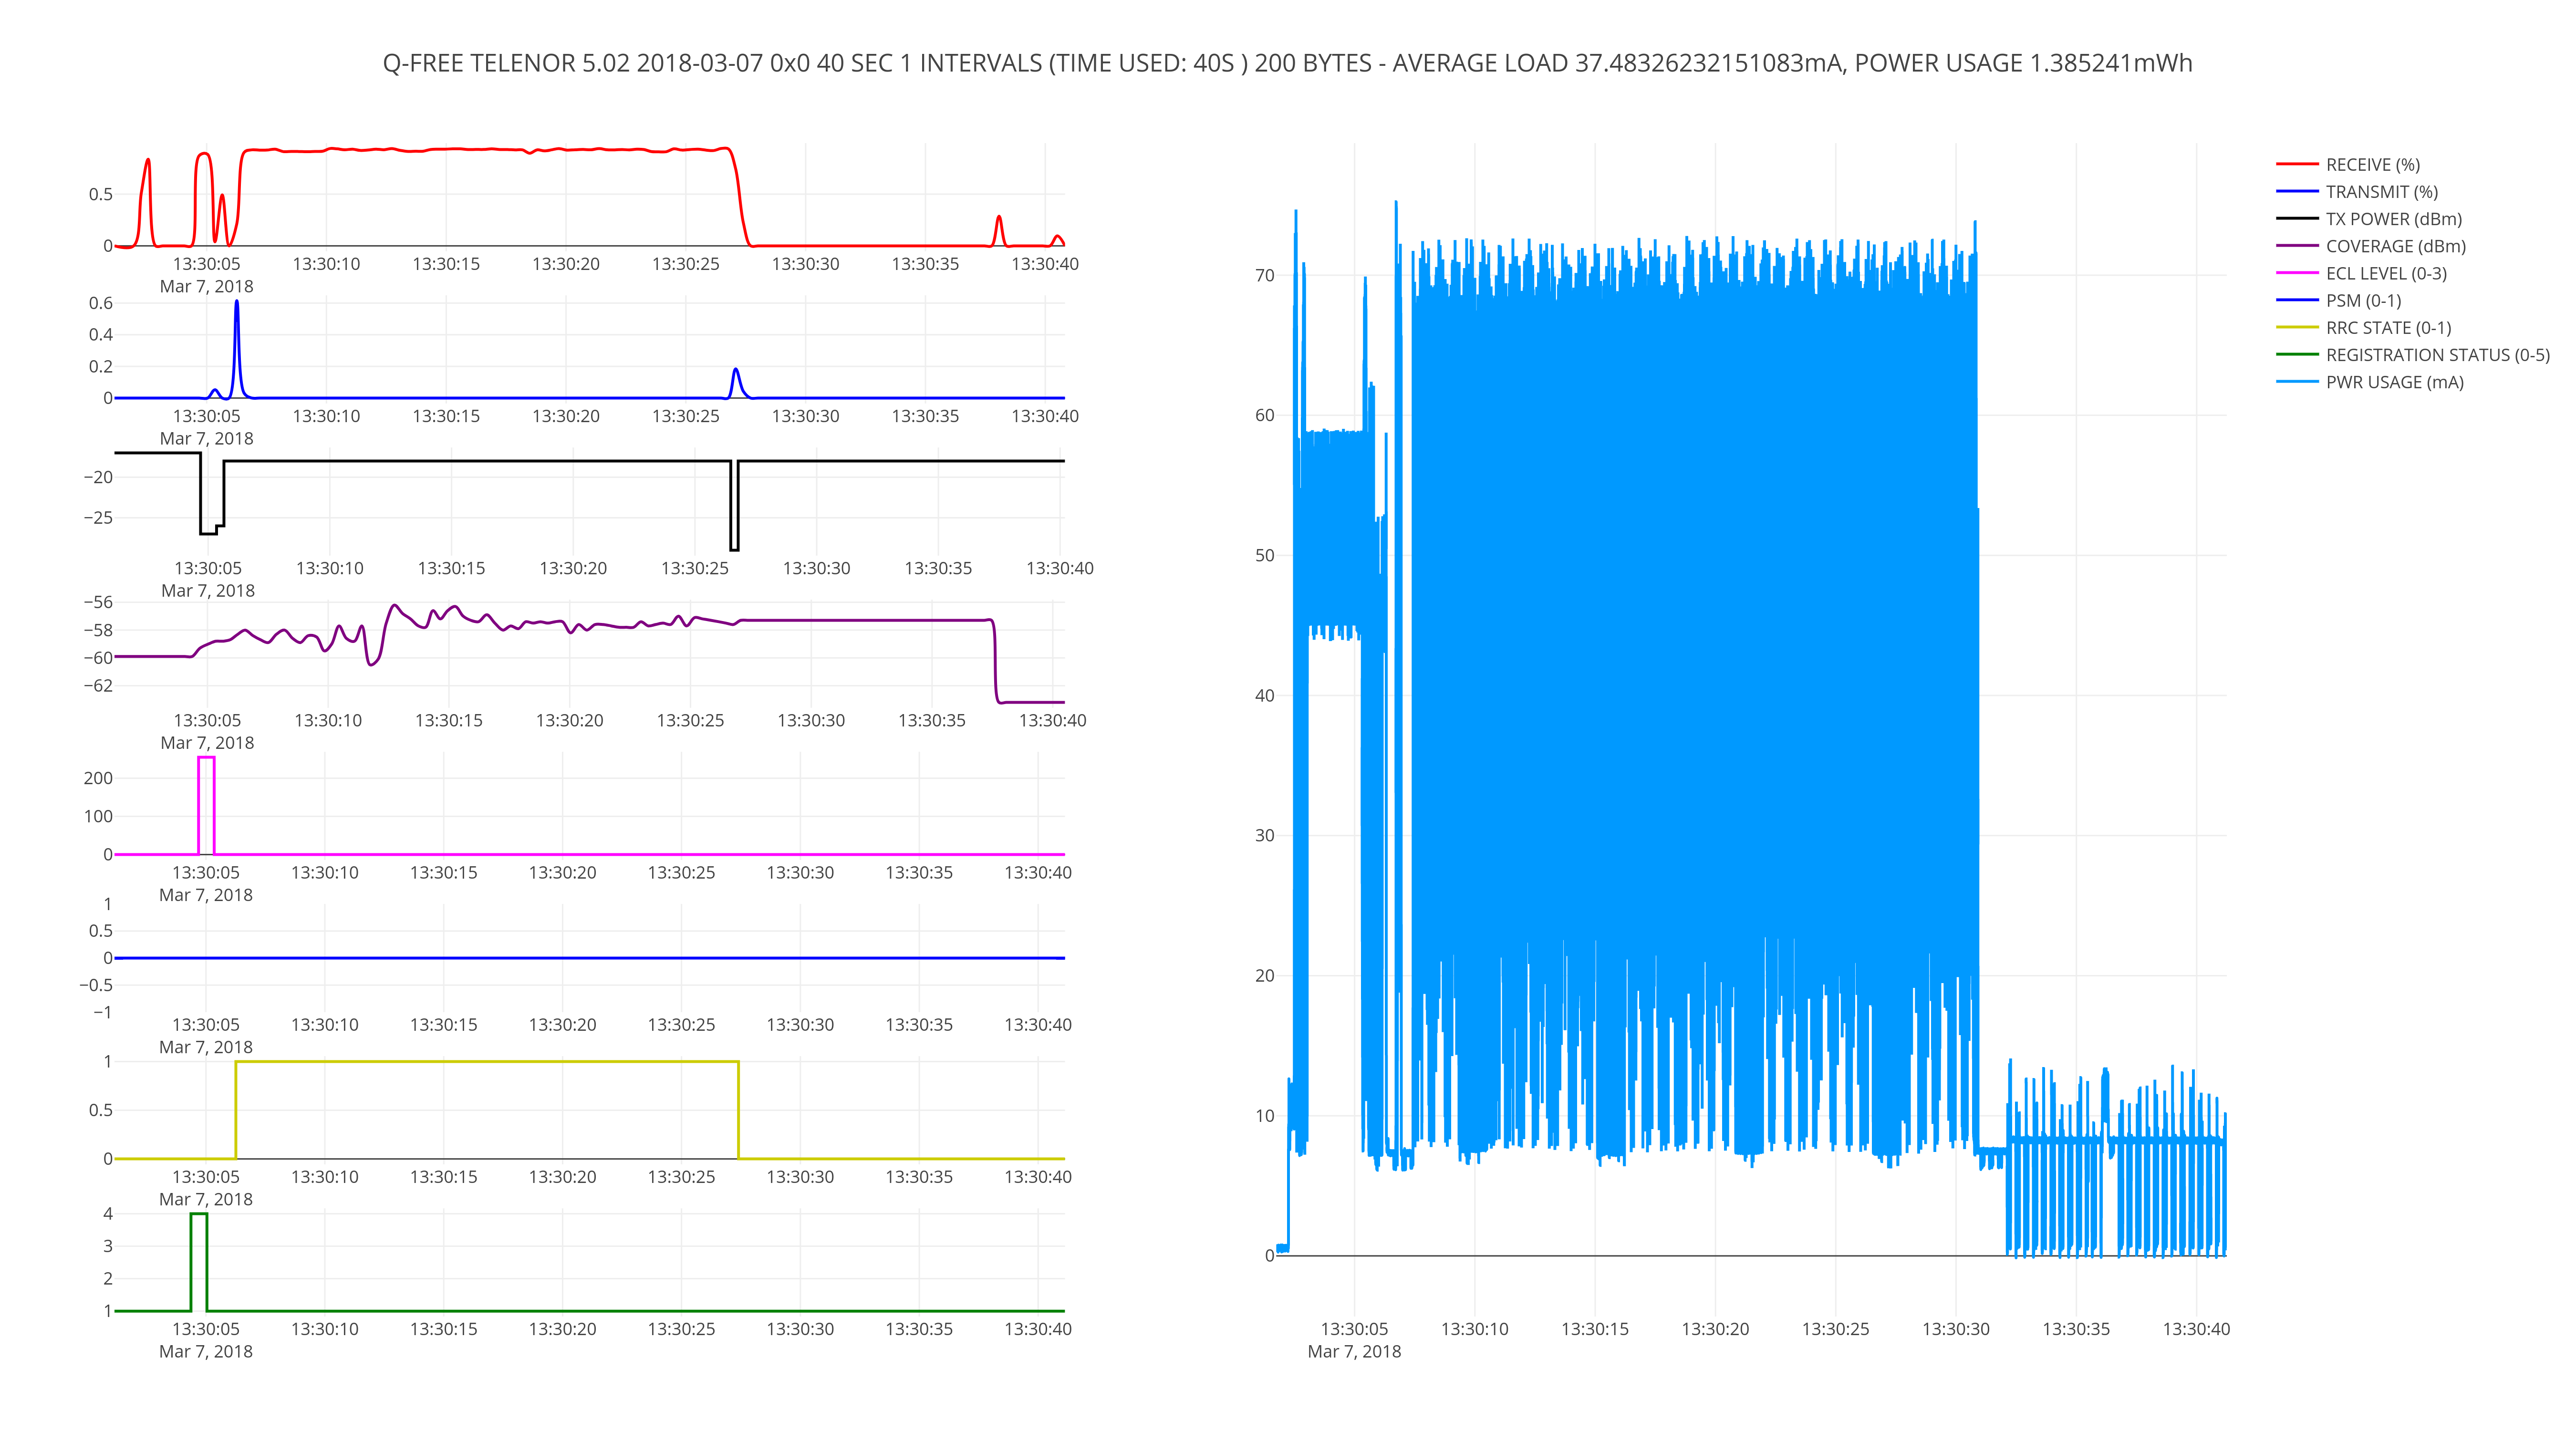 Q-FREE TELENOR 5.02 2018-03-07 0x0 40 SEC 1 INTERVALS (TIME USED: 40S ) 200 BYTES - AVERAGE LOAD 37.48326232151083mA, POWER USAGE 1.385241mWh
0.5
0
13:30:05 13:30:10 13:30:15 13:30:20 13:30:25 13:30:30 13:30:35 13:30:40
Mar 7, 2018
0.6
0.4
0.2
0
13:30:05 13:30:10 13:30:15 13:30:20 13:30:25 13:30:30 13:30:35 13:30:40
Mar 7, 2018
−20
−25
13:30:05 13:30:10 13:30:15 13:30:20 13:30:25 13:30:30 13:30:35 13:30:40
Mar 7, 2018
−56
−58
−60
−62
13:30:05 13:30:10 13:30:15 13:30:20 13:30:25 13:30:30 13:30:35 13:30:40
Mar 7, 2018
200
100
0
13:30:05 13:30:10 13:30:15 13:30:20 13:30:25 13:30:30 13:30:35 13:30:40
Mar 7, 2018
1
0.5
0
−0.5
−1
13:30:05 13:30:10 13:30:15 13:30:20 13:30:25 13:30:30 13:30:35 13:30:40
Mar 7, 2018
1
0.5
0
13:30:05 13:30:10 13:30:15 13:30:20 13:30:25 13:30:30 13:30:35 13:30:40
Mar 7, 2018
4
3
2
1
13:30:05 13:30:10 13:30:15 13:30:20 13:30:25 13:30:30 13:30:35 13:30:40
Mar 7, 2018
70
60
50
40
30
20
10
0
13:30:05 13:30:10 13:30:15 13:30:20 13:30:25 13:30:30 13:30:35 13:30:40
Mar 7, 2018
RECEIVE (%)
TRANSMIT (%)
TX POWER (dBm)
COVERAGE (dBm)
ECL LEVEL (0-3)
PSM (0-1)
RRC STATE (0-1)
REGISTRATION STATUS (0-5)
PWR USAGE (mA)